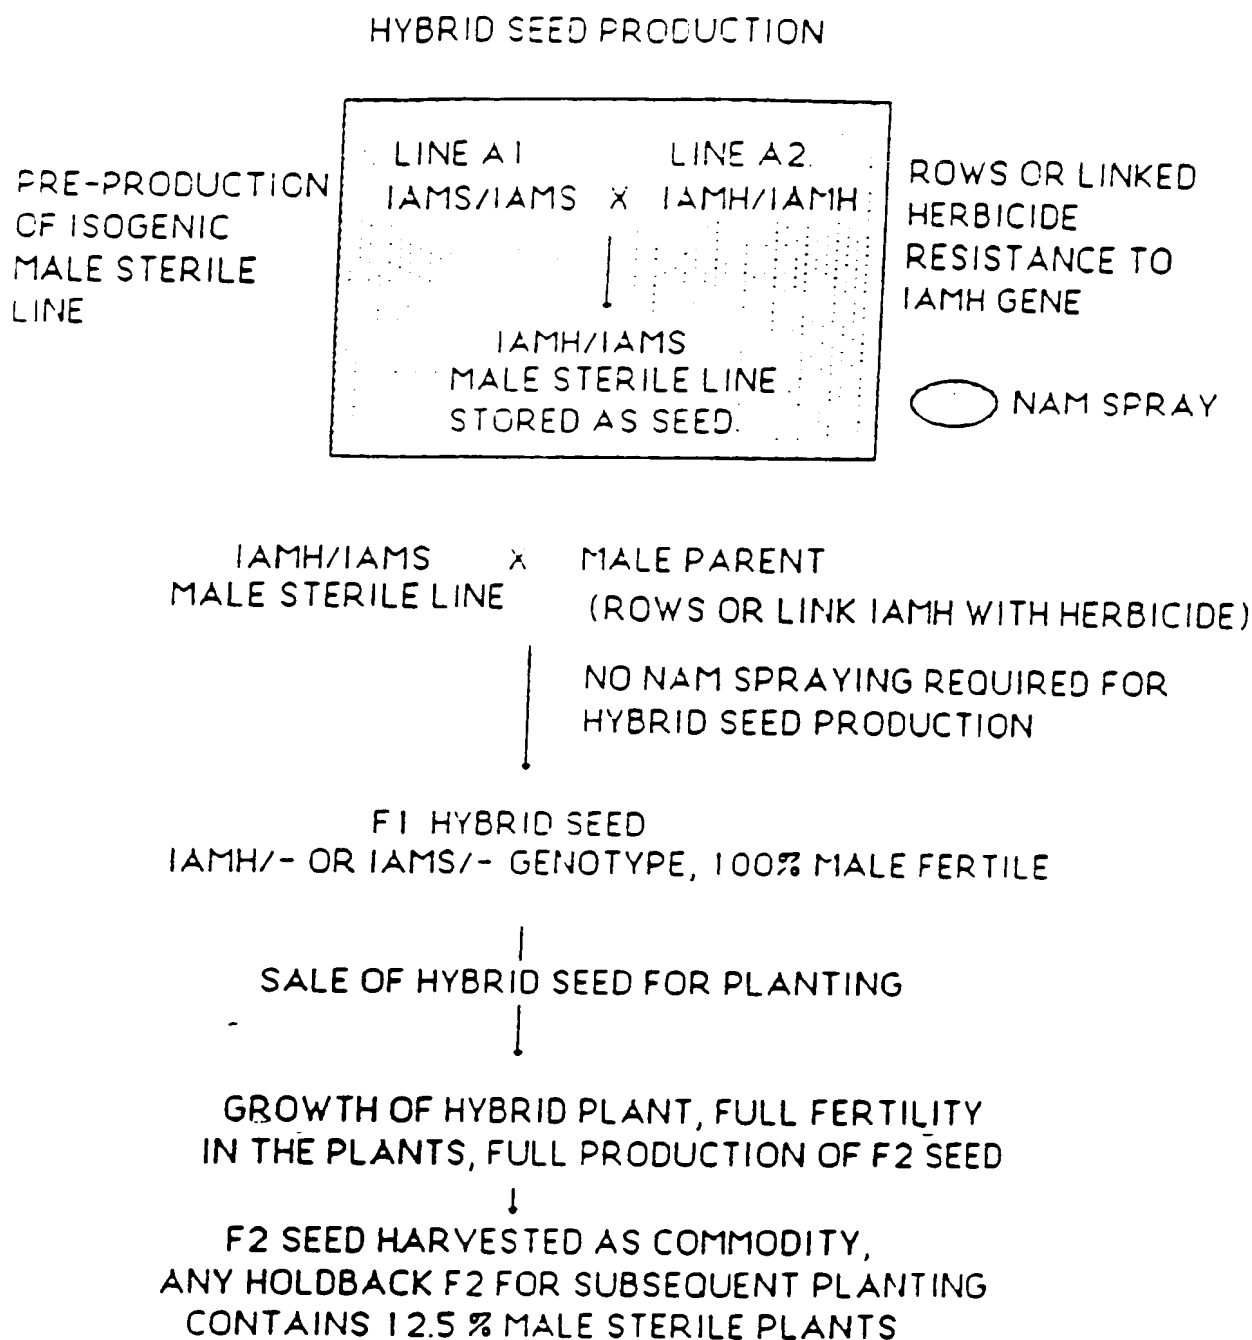 HYBRID SEED PRODUCTION
PRE-PRODUCTION
OF ISOGENIC
MALE STERILE
LINE
LINE A1 LINE A2.
IAMS/IAMS X IAMH/IAMH
IAMH/IAMS
MALE STERILE LINE
STORED AS SEED.
ROWS OR LINKED
HERBICIDE
RESISTANCE TO
IAMH GENE
NAM SPRAY
IAMH/IAMS X MALE PARENT
MALE STERILE LINE (ROWS OR LINK IAMH WITH HERBICIDE)
NO NAM SPRAYING REQUIRED FOR
HYBRID SEED PRODUCTION
F1 HYBRID SEED
IAMH/- OR IAMS/- GENOTYPE, 100% MALE FERTILE
SALE OF HYBRID SEED FOR PLANTING
GROWTH OF HYBRID PLANT, FULL FERTILITY
IN THE PLANTS, FULL PRODUCTION OF F2 SEED
F2 SEED HARVESTED AS COMMODITY,
ANY HOLDBACK F2 FOR SUBSEQUENT PLANTING
CONTAINS 12.5 % MALE STERILE PLANTS